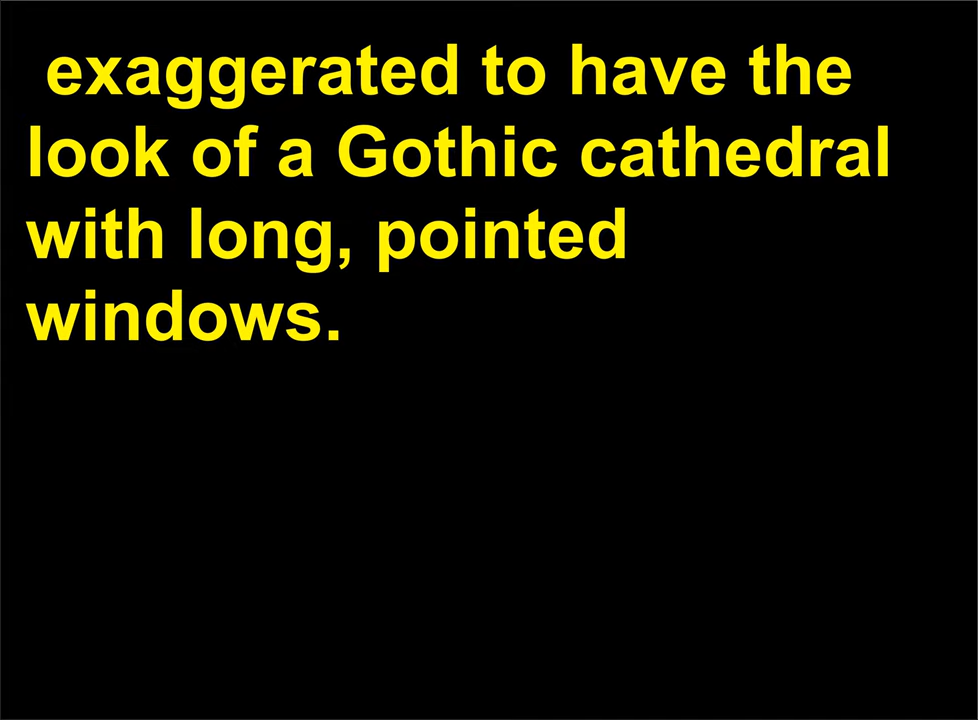 exaggerated to have the
look of a Gothic cathedral
with long, pointed
windows.